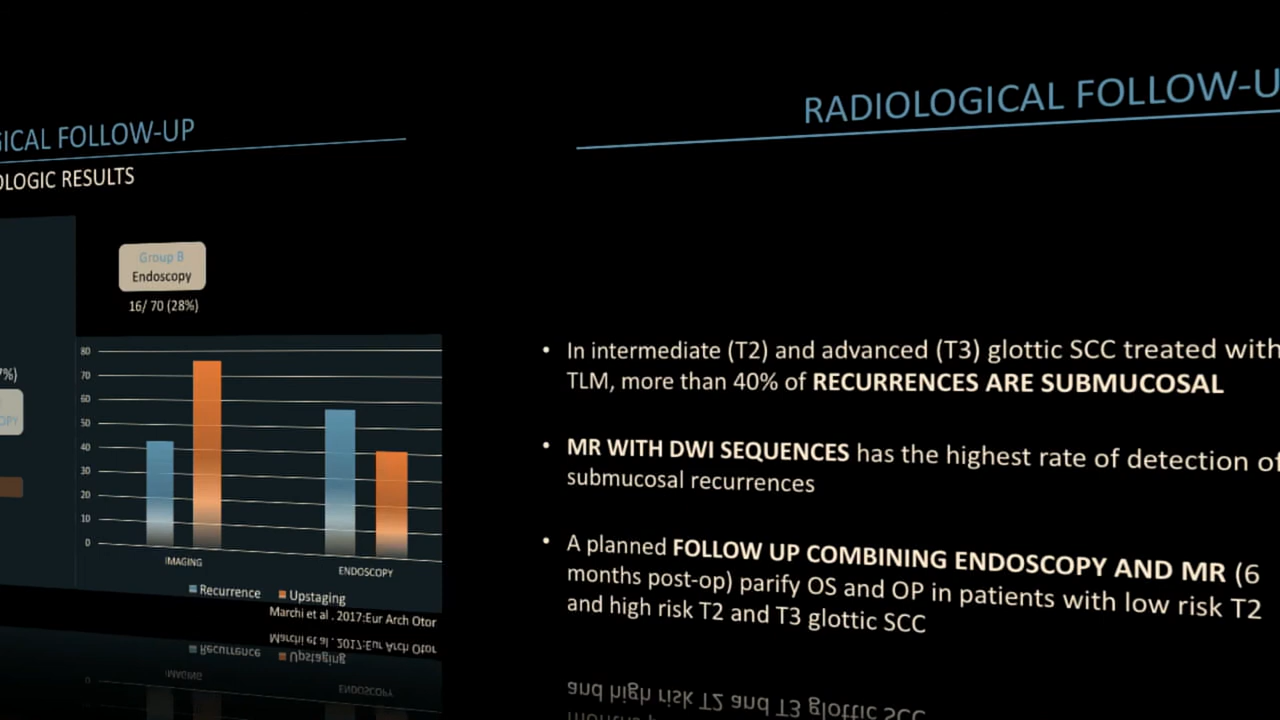 ICAL FOLLOW-UP
OLOGIC RESULTS
Group B
Endoscopy
16/ 70 (28%)
7%)
OPY
80
70
60
50
40
30
20
10
0
IMAGING
ENDOSCOPY
Recurrence
Upstaging
Marchi et al . 2017:Eur Arch Otor
RADIOLOGICAL FOLLOW-U
• In intermediate (T2) and advanced (T3) glottic SCC treated with
TLM, more than 40% of RECURRENCES ARE SUBMUCOSAL
• MR WITH DWI SEQUENCES has the highest rate of detection of
submucosal recurrences
• A planned FOLLOW UP COMBINING ENDOSCOPY AND MR (6
months post-op) parify OS and OP in patients with low risk T2
and high risk T2 and T3 glottic SCC